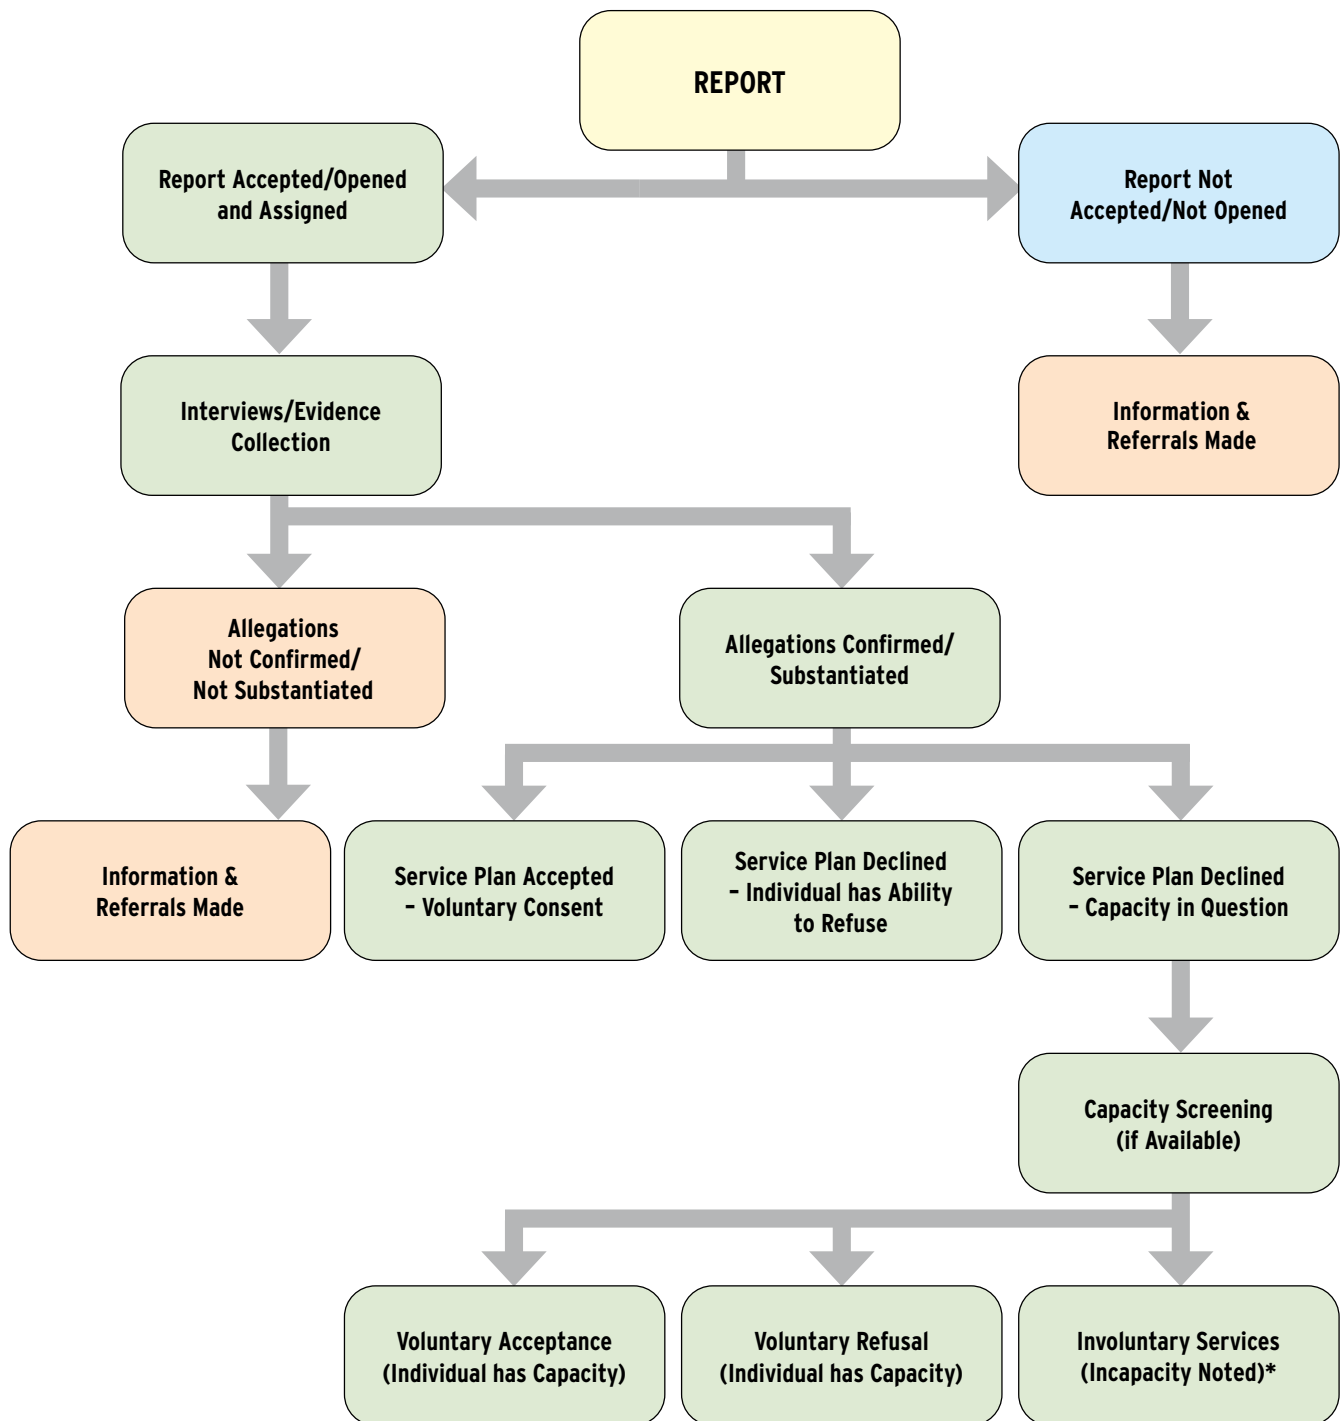 REPORT
Report Accepted/Opened
and Assigned
Report Not
Accepted/Not Opened
Interviews/Evidence
Collection
Information &
Referrals Made
Allegations
Not Confirmed/
Not Substantiated
Allegations Confirmed/
Substantiated
Information &
Referrals Made
Service Plan Accepted
– Voluntary Consent
Service Plan Declined
– Individual has Ability
to Refuse
Service Plan Declined
– Capacity in Question
Capacity Screening
(if Available)
Voluntary Acceptance
(Individual has Capacity)
Voluntary Refusal
(Individual has Capacity)
Involuntary Services
(Incapacity Noted)*